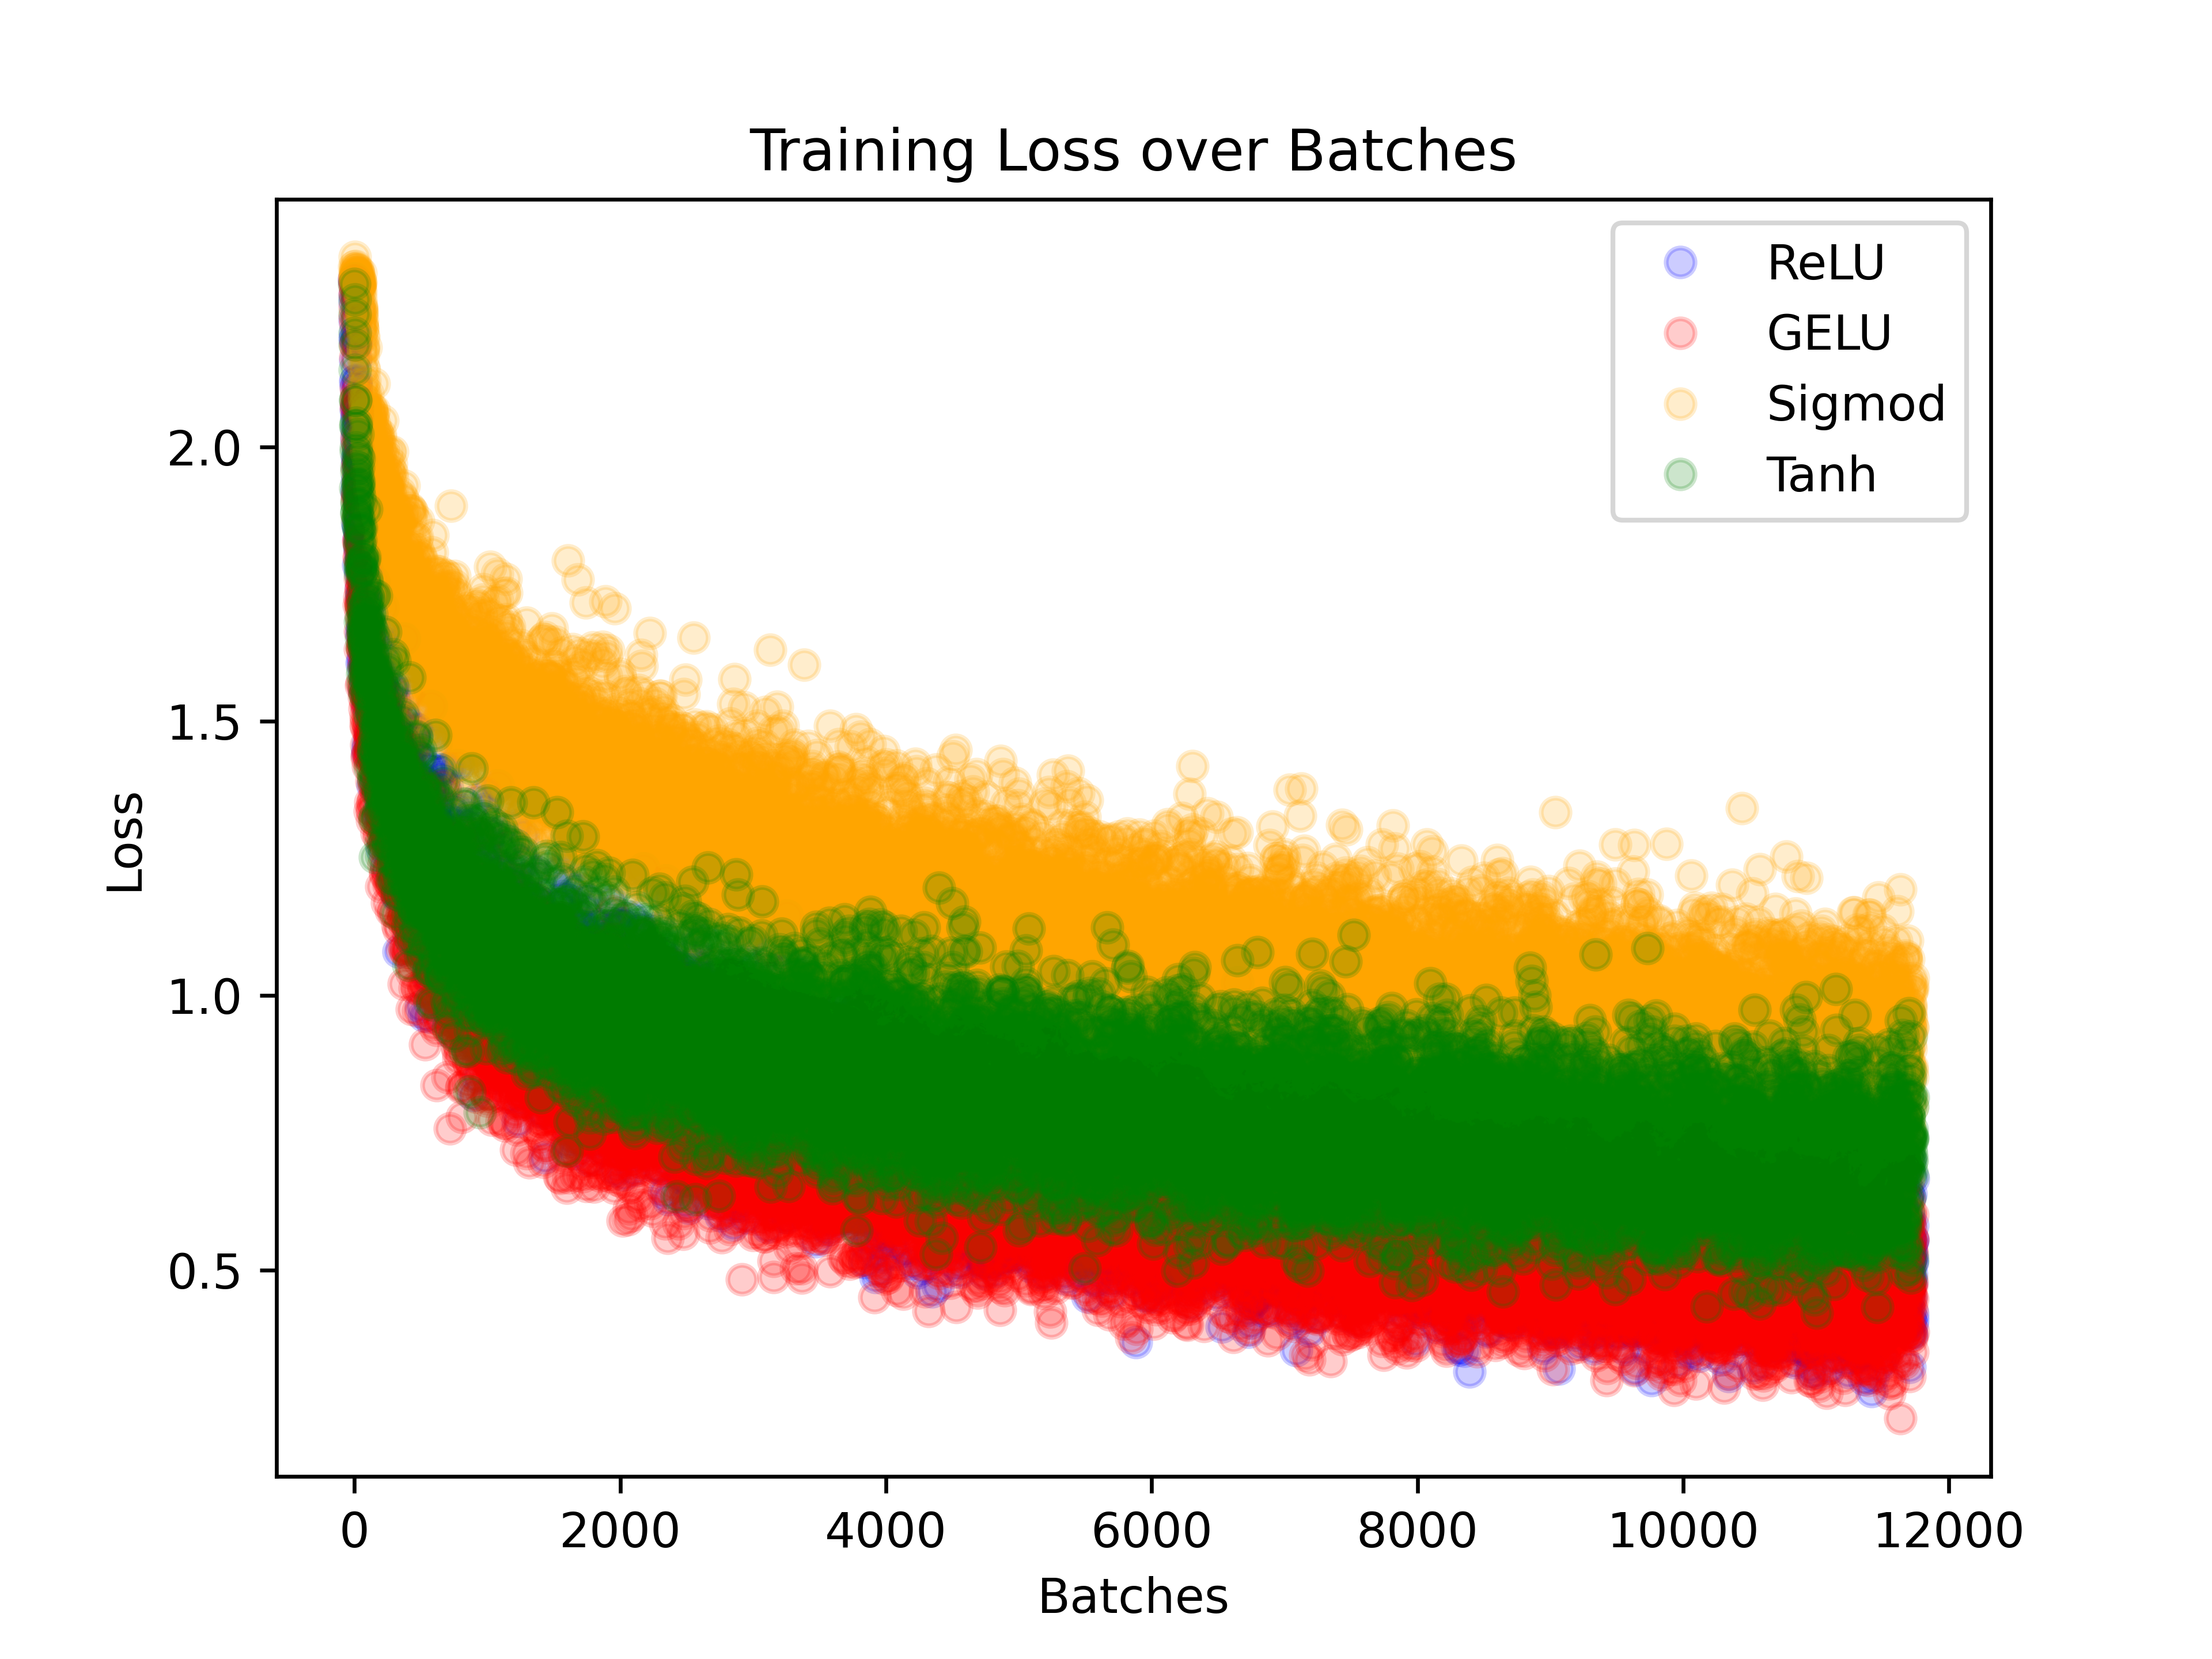 Training Loss over Batches
ReLU
GELU
Sigmod
Tanh
2.0
1.5
1.0
0.5
Loss
0 2000 4000 6000 8000 10000 12000
Batches